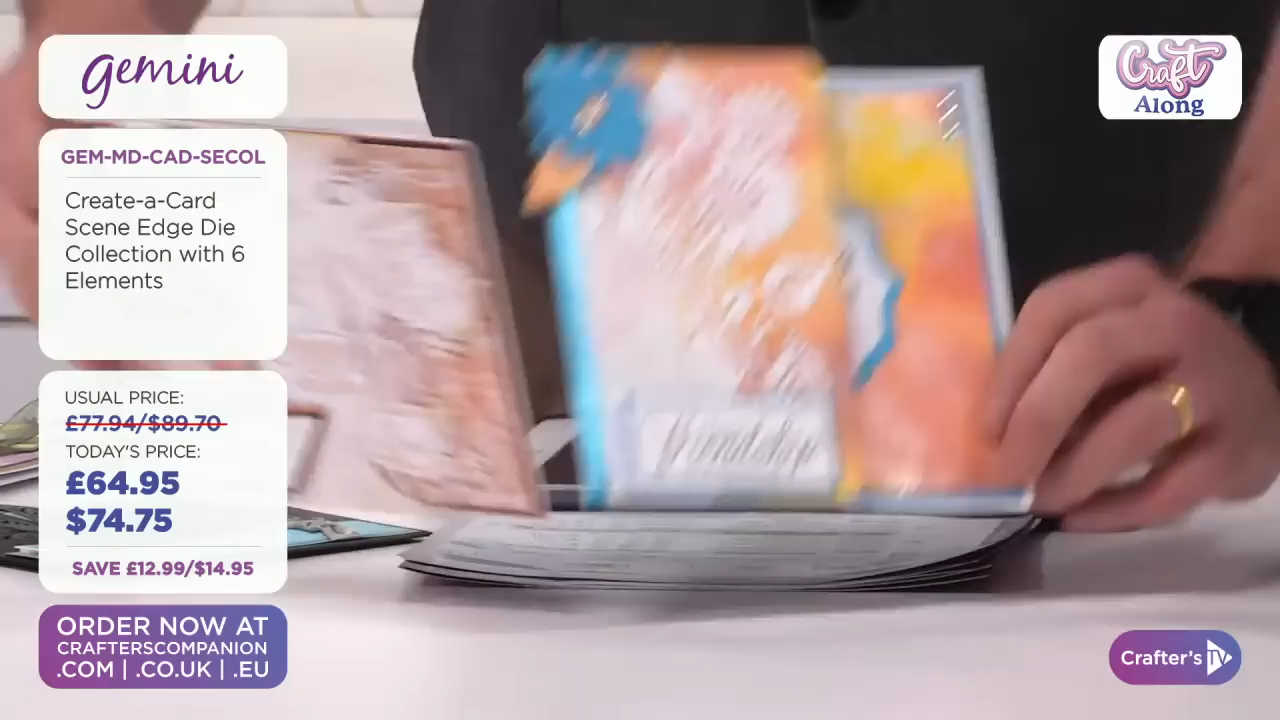 gemini
GEM-MD-CAD-SECOL
Create-a-Card
Scene Edge Die
Collection with 6
Elements
USUAL PRICE:
£77.94/$89.70
TODAY'S PRICE:
£64.95
$74.75
SAVE £12.99/$14.95
ORDER NOW AT
CRAFTERSCOMPANION
.COM | .CO.UK | .EU
Craft
Along
friendship
Crafter's TV